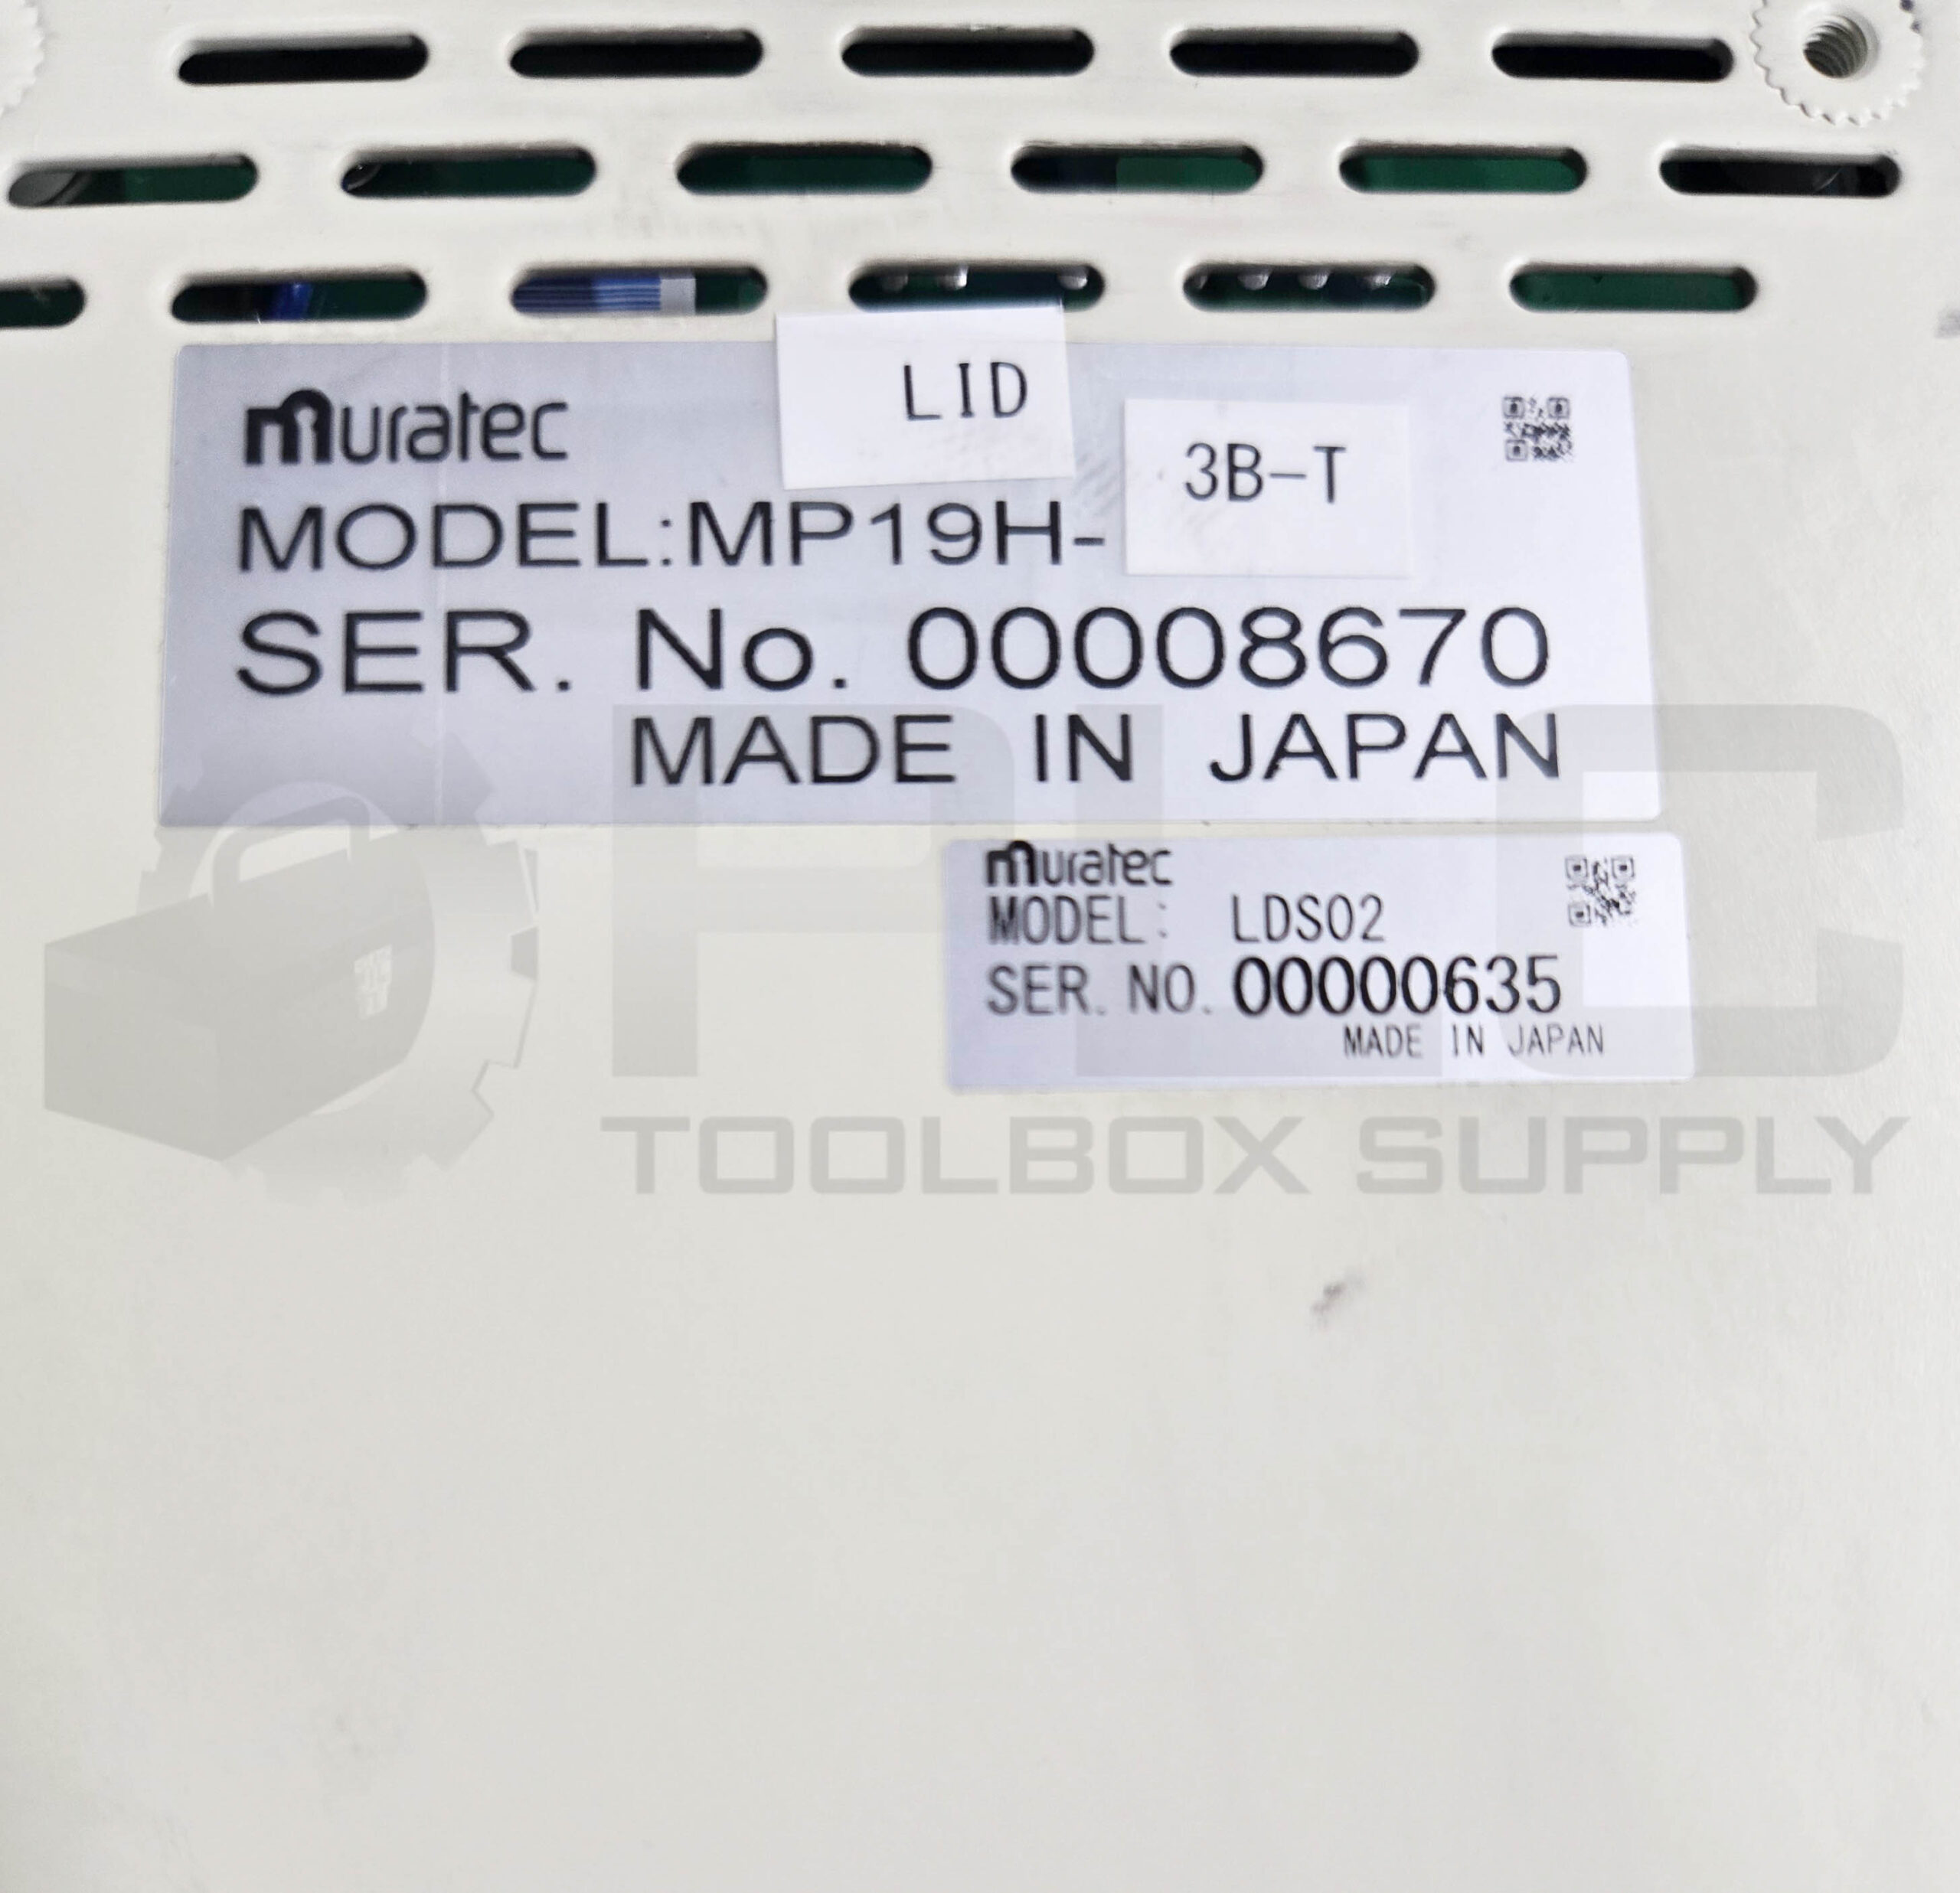 LID
muratec
3B-T
MODEL:MP19H-
SER. No. 00008670
MADE IN JAPAN
muratec
MODEL: LDS02
SER. NO. 00000635
MADE IN JAPAN
PLC
TOOLBOX SUPPLY